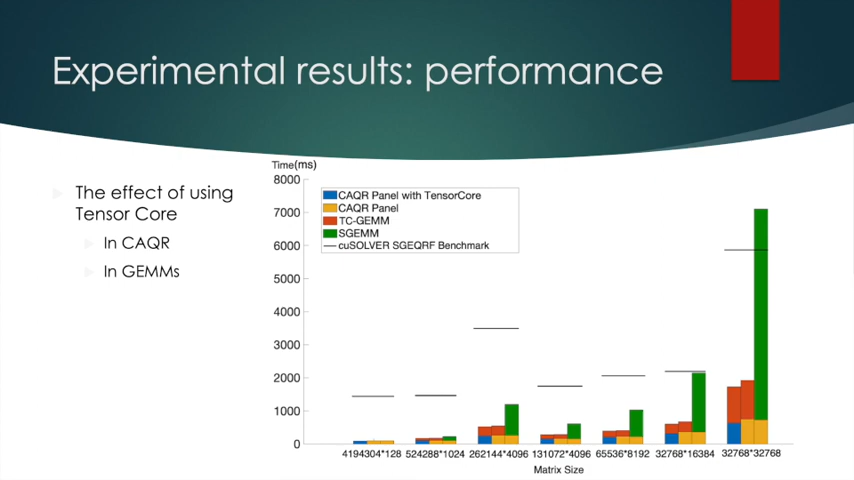 Experimental results: performance
The effect of using
Tensor Core
In CAQR
In GEMMs
Time(ms)
8000
7000
6000
5000
4000
3000
2000
1000
0
CAQR Panel with TensorCore
CAQR Panel
TC-GEMM
SGEMM
cuSOLVER SGEQRF Benchmark
4194304*128 524288*1024 262144*4096 131072*4096 65536*8192 32768*16384 32768*32768
Matrix Size